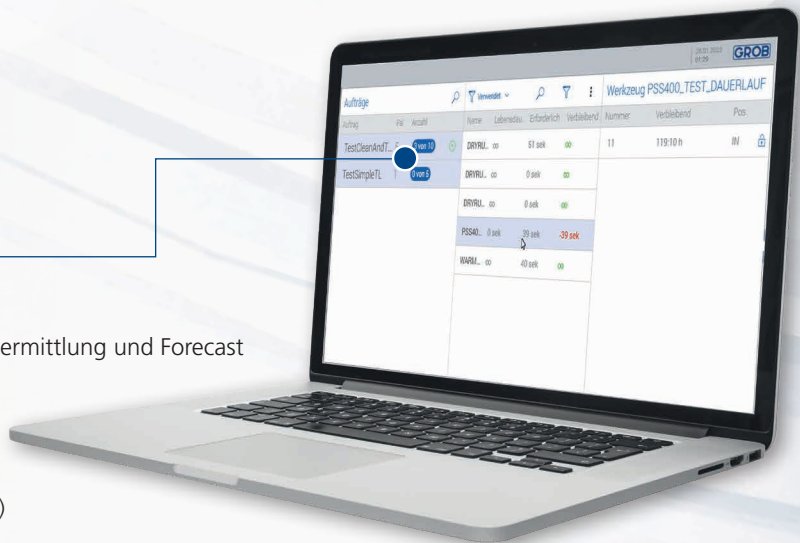 28.01.2022
01:29
GROB
Aufträge
Verwendet
Werkzeug PSS400_TEST_DAUERLAUF
Auftrag Pal Anzahl
Name Lebensdau. Erforderlich Verbleibend
Nummer Verbleibend Pos.
TestCleanAndT... von 10
DRYRU... ∞ 61 sek ∞
11 119:10 h IN
TestSimpleTL 0 von 5
DRYRU... ∞ 0 sek ∞
DRYRU... ∞ 0 sek ∞
PSS40... 0 sek 39 sek -39 sek
WARM... ∞ 40 sek ∞
ermittlung und Forecast
)